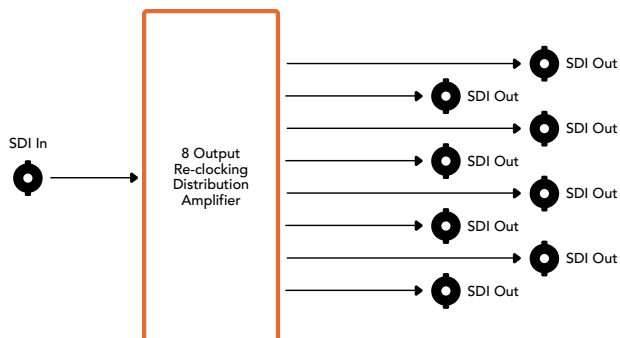 SDI In
8 Output
Re-clocking
Distribution
Amplifier
SDI Out
SDI Out
SDI Out
SDI Out
SDI Out
SDI Out
SDI Out
SDI Out